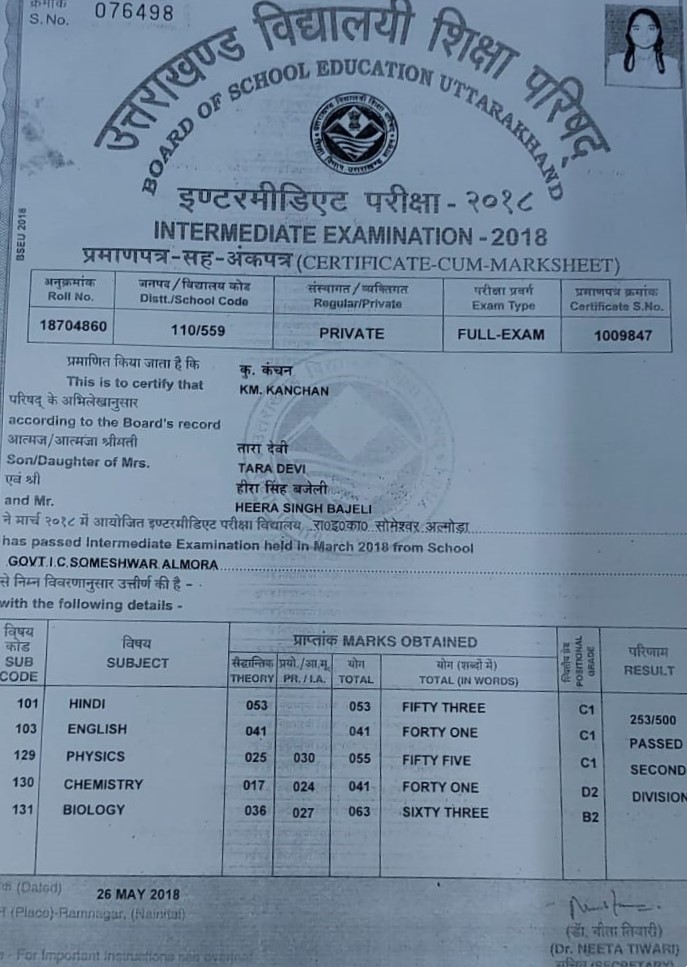 क्रमांक
S.No. 076498
उत्तराखण्ड विद्यालयी शिक्षा परिषद्
BOARD OF SCHOOL EDUCATION UTTARAKHAND
BSEU 2018
इण्टरमीडिएट परीक्षा - २०१८
INTERMEDIATE EXAMINATION - 2018
प्रमाणपत्र-सह-अंकपत्र (CERTIFICATE-CUM-MARKSHEET)
अनुक्रमांक जनपद/विद्यालय कोड संस्थागत/व्यक्तिगत परीक्षा प्रवर्ग प्रमाणपत्र क्रमांक
Roll No. Distt./School Code Regular/Private Exam Type Certificate S.No.
18704860 110/559 PRIVATE FULL-EXAM 1009847
प्रमाणित किया जाता है कि कु. कंचन
This is to certify that KM. KANCHAN
परिषद् के अभिलेखानुसार
according to the Board's record
आत्मज/आत्मजा श्रीमती तारा देवी
Son/Daughter of Mrs. TARA DEVI
एवं श्री हीरा सिंह बजेली
and Mr. HEERA SINGH BAJELI
ने मार्च २०१८ में आयोजित इण्टरमीडिएट परीक्षा विद्यालय रा०इ०का० सोमेश्वर अल्मोड़ा
has passed Intermediate Examination held in March 2018 from School
GOVT.I.C.SOMESHWAR ALMORA
से निम्न विवरणानुसार उत्तीर्ण की है -
with the following details -
विषय कोड विषय प्राप्तांक MARKS OBTAINED POSITIONAL GRADE परिणाम
SUB CODE SUBJECT सैद्धान्तिक प्रयो./आ.मू. योग योग (शब्दों में) RESULT
THEORY PR. / I.A. TOTAL TOTAL (IN WORDS)
101 HINDI 053 053 FIFTY THREE C1 253/500
103 ENGLISH 041 041 FORTY ONE C1 PASSED
129 PHYSICS 025 030 055 FIFTY FIVE C1 SECOND
130 CHEMISTRY 017 024 041 FORTY ONE D2 DIVISION
131 BIOLOGY 036 027 063 SIXTY THREE B2
(Dated) 26 MAY 2018
(Place)-Ramnagar, (Nainital)
(डॉ. नीता तिवारी)
(Dr. NEETA TIWARI)
सचिव (SECRETARY)
- For Important Instructions see overleaf